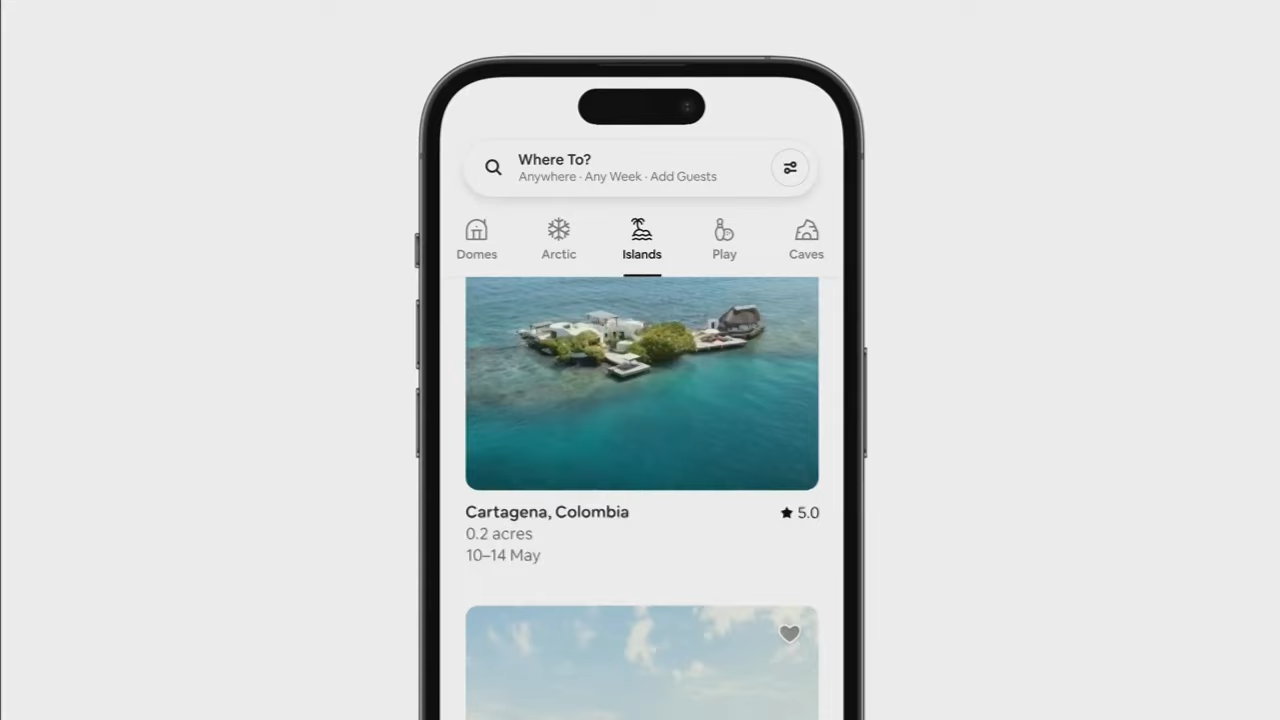 Where To?
Anywhere · Any Week · Add Guests
Domes
Arctic
Islands
Play
Caves
Cartagena, Colombia
★ 5.0
0.2 acres
10–14 May